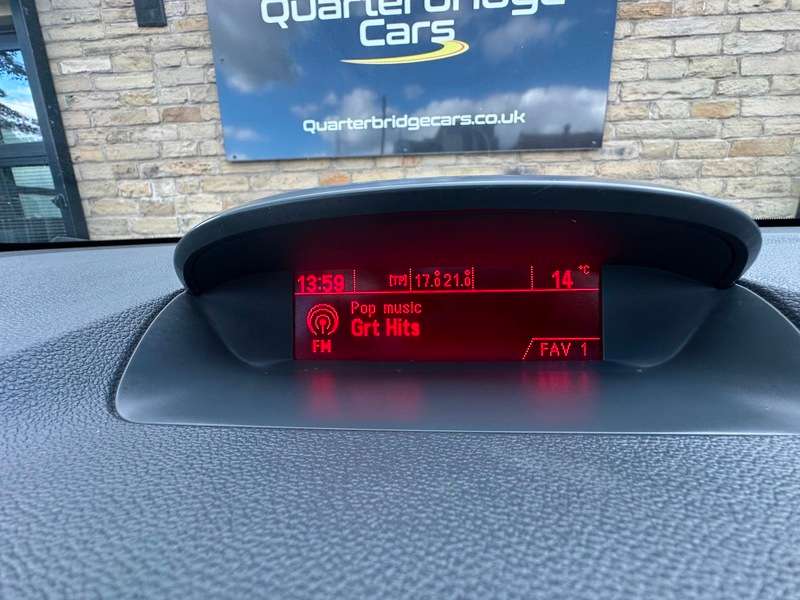 Quarterbridge
Cars
Quarterbridgecars.co.uk
13:59 [TP] 17.0° 21.0° 14 °C
Pop music
Grt Hits
FM
FAV 1